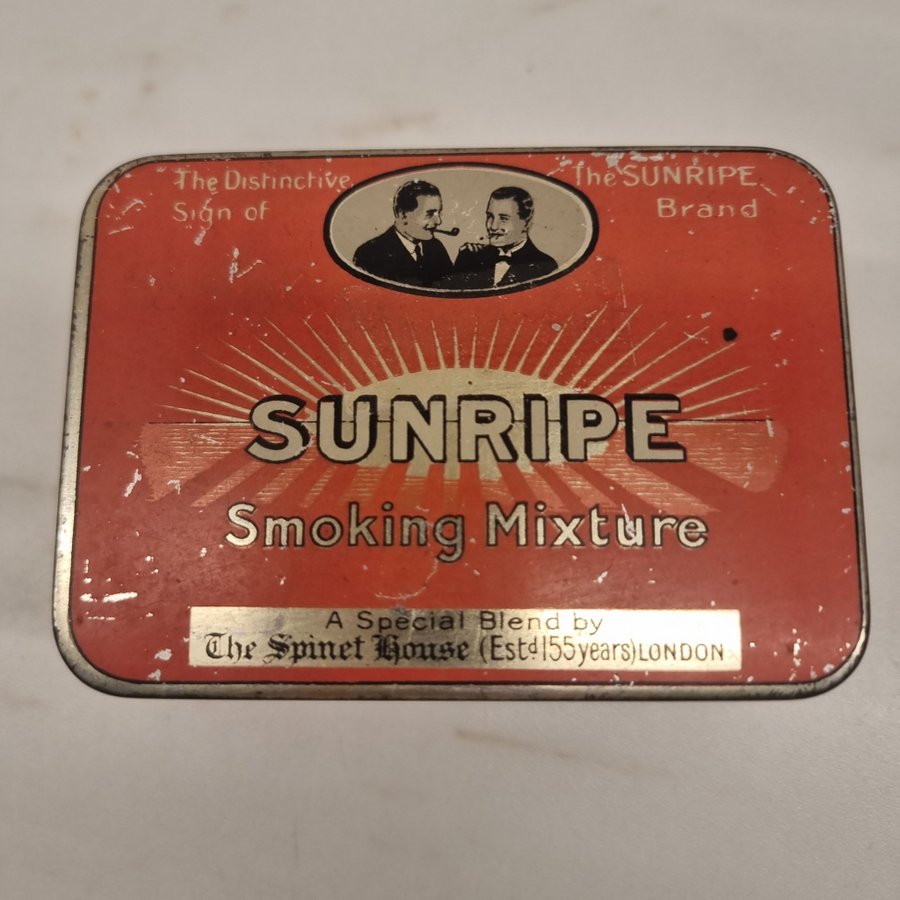 The Distinctive
Sign of
The SUNRIPE
Brand
SUNRIPE
Smoking Mixture
A Special Blend by
The Spinet House (Estd 155 years) LONDON